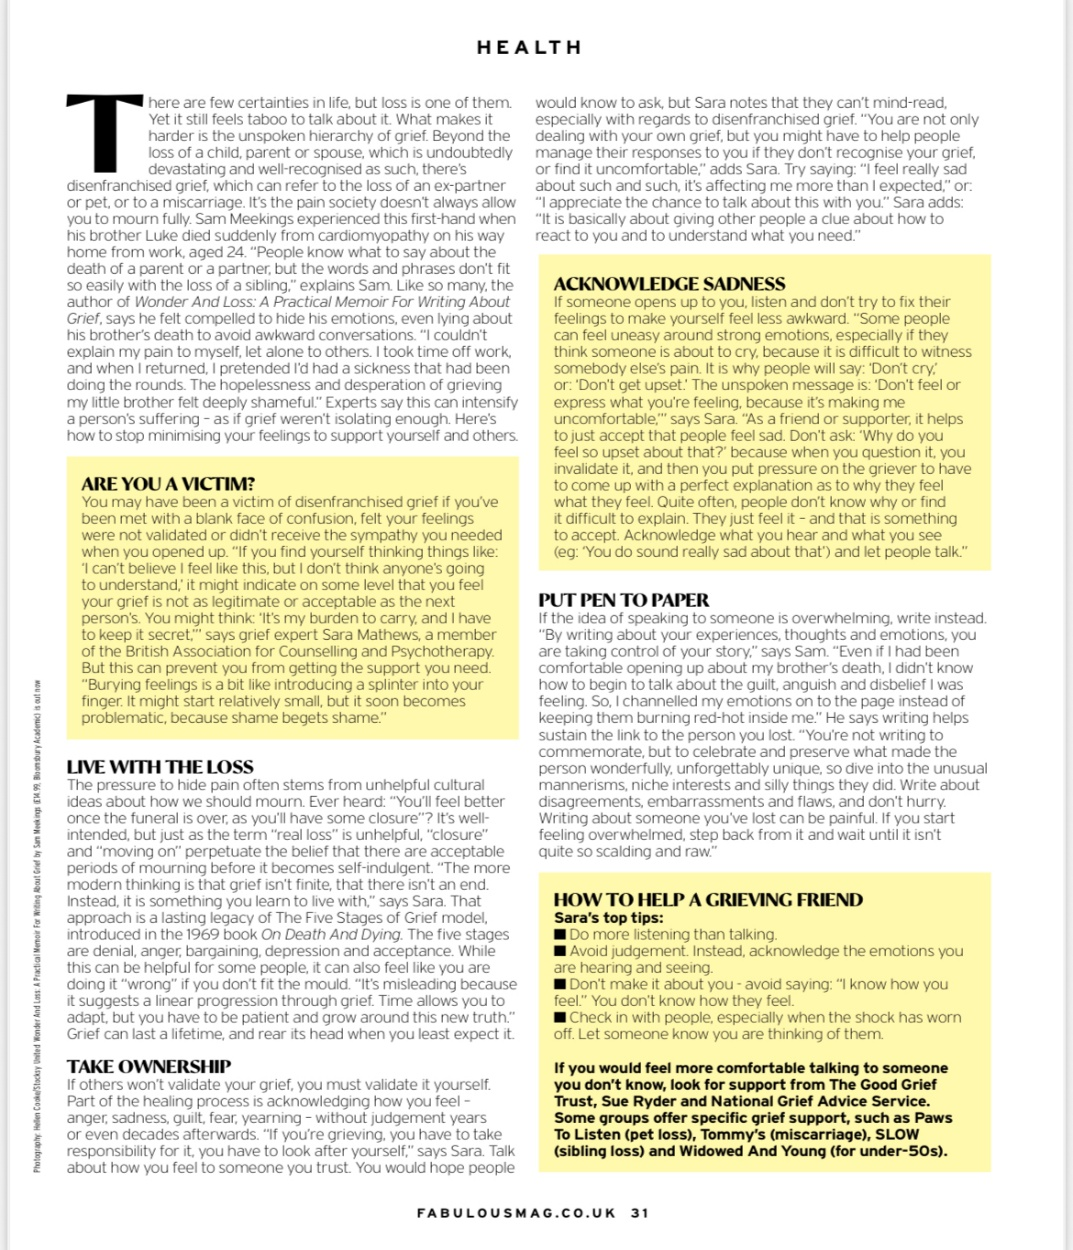 HEALTH
There are few certainties in life, but loss is one of them.
Yet it still feels taboo to talk about it. What makes it
harder is the unspoken hierarchy of grief. Beyond the
loss of a child, parent or spouse, which is undoubtedly
devastating and well-recognised as such, there's
disenfranchised grief, which can refer to the loss of an ex-partner
or pet, or to a miscarriage. It's the pain society doesn't always allow
you to mourn fully. Sam Meekings experienced this first-hand when
his brother Luke died suddenly from cardiomyopathy on his way
home from work, aged 24. “People know what to say about the
death of a parent or a partner, but the words and phrases don't fit
so easily with the loss of a sibling,” explains Sam. Like so many, the
author of Wonder And Loss: A Practical Memoir For Writing About
Grief, says he felt compelled to hide his emotions, even lying about
his brother's death to avoid awkward conversations. “I couldn't
explain my pain to myself, let alone to others. I took time off work,
and when I returned, I pretended I'd had a sickness that had been
doing the rounds. The hopelessness and desperation of grieving
my little brother felt deeply shameful.” Experts say this can intensify
a person's suffering – as if grief weren't isolating enough. Here's
how to stop minimising your feelings to support yourself and others.
ARE YOU A VICTIM?
You may have been a victim of disenfranchised grief if you've
been met with a blank face of confusion, felt your feelings
were not validated or didn't receive the sympathy you needed
when you opened up. “If you find yourself thinking things like:
‘I can't believe I feel like this, but I don't think anyone's going
to understand,’ it might indicate on some level that you feel
your grief is not as legitimate or acceptable as the next
person's. You might think: ‘It's my burden to carry, and I have
to keep it secret,’” says grief expert Sara Mathews, a member
of the British Association for Counselling and Psychotherapy.
But this can prevent you from getting the support you need.
“Burying feelings is a bit like introducing a splinter into your
finger. It might start relatively small, but it soon becomes
problematic, because shame begets shame.”
LIVE WITH THE LOSS
The pressure to hide pain often stems from unhelpful cultural
ideas about how we should mourn. Ever heard: “You'll feel better
once the funeral is over, as you'll have some closure”? It's well-
intended, but just as the term “real loss” is unhelpful, “closure”
and “moving on” perpetuate the belief that there are acceptable
periods of mourning before it becomes self-indulgent. “The more
modern thinking is that grief isn't finite, that there isn't an end.
Instead, it is something you learn to live with,” says Sara. That
approach is a lasting legacy of The Five Stages of Grief model,
introduced in the 1969 book On Death And Dying. The five stages
are denial, anger, bargaining, depression and acceptance. While
this can be helpful for some people, it can also feel like you are
doing it “wrong” if you don't fit the mould. “It's misleading because
it suggests a linear progression through grief. Time allows you to
adapt, but you have to be patient and grow around this new truth.”
Grief can last a lifetime, and rear its head when you least expect it.
TAKE OWNERSHIP
If others won't validate your grief, you must validate it yourself.
Part of the healing process is acknowledging how you feel –
anger, sadness, guilt, fear, yearning – without judgement years
or even decades afterwards. “If you're grieving, you have to take
responsibility for it, you have to look after yourself,” says Sara. Talk
about how you feel to someone you trust. You would hope people
would know to ask, but Sara notes that they can't mind-read,
especially with regards to disenfranchised grief. “You are not only
dealing with your own grief, but you might have to help people
manage their responses to you if they don't recognise your grief,
or find it uncomfortable,” adds Sara. Try saying: “I feel really sad
about such and such, it's affecting me more than I expected,” or:
“I appreciate the chance to talk about this with you.” Sara adds:
“It is basically about giving other people a clue about how to
react to you and to understand what you need.”
ACKNOWLEDGE SADNESS
If someone opens up to you, listen and don't try to fix their
feelings to make yourself feel less awkward. “Some people
can feel uneasy around strong emotions, especially if they
think someone is about to cry, because it is difficult to witness
somebody else's pain. It is why people will say: ‘Don't cry,’
or: ‘Don't get upset.’ The unspoken message is: ‘Don't feel or
express what you're feeling, because it's making me
uncomfortable,’” says Sara. “As a friend or supporter, it helps
to just accept that people feel sad. Don't ask: ‘Why do you
feel so upset about that?’ because when you question it, you
invalidate it, and then you put pressure on the griever to have
to come up with a perfect explanation as to why they feel
what they feel. Quite often, people don't know why or find
it difficult to explain. They just feel it – and that is something
to accept. Acknowledge what you hear and what you see
(eg: ‘You do sound really sad about that’) and let people talk.”
PUT PEN TO PAPER
If the idea of speaking to someone is overwhelming, write instead.
“By writing about your experiences, thoughts and emotions, you
are taking control of your story,” says Sam. “Even if I had been
comfortable opening up about my brother's death, I didn't know
how to begin to talk about the guilt, anguish and disbelief I was
feeling. So, I channelled my emotions on to the page instead of
keeping them burning red-hot inside me.” He says writing helps
sustain the link to the person you lost. “You're not writing to
commemorate, but to celebrate and preserve what made the
person wonderfully, unforgettably unique, so dive into the unusual
mannerisms, niche interests and silly things they did. Write about
disagreements, embarrassments and flaws, and don't hurry.
Writing about someone you've lost can be painful. If you start
feeling overwhelmed, step back from it and wait until it isn't
quite so scalding and raw.”
HOW TO HELP A GRIEVING FRIEND
Sara's top tips:
■ Do more listening than talking.
■ Avoid judgement. Instead, acknowledge the emotions you
are hearing and seeing.
■ Don't make it about you - avoid saying: “I know how you
feel.” You don't know how they feel.
■ Check in with people, especially when the shock has worn
off. Let someone know you are thinking of them.
If you would feel more comfortable talking to someone
you don't know, look for support from The Good Grief
Trust, Sue Ryder and National Grief Advice Service.
Some groups offer specific grief support, such as Paws
To Listen (pet loss), Tommy's (miscarriage), SLOW
(sibling loss) and Widowed And Young (for under-50s).
Photography: Hellen Cooke/Stocksy United Wonder And Loss: A Practical Memoir For Writing About Grief by Sam Meekings (£14.99, Bloomsbury Academic) is out now
FABULOUSMAG.CO.UK 31